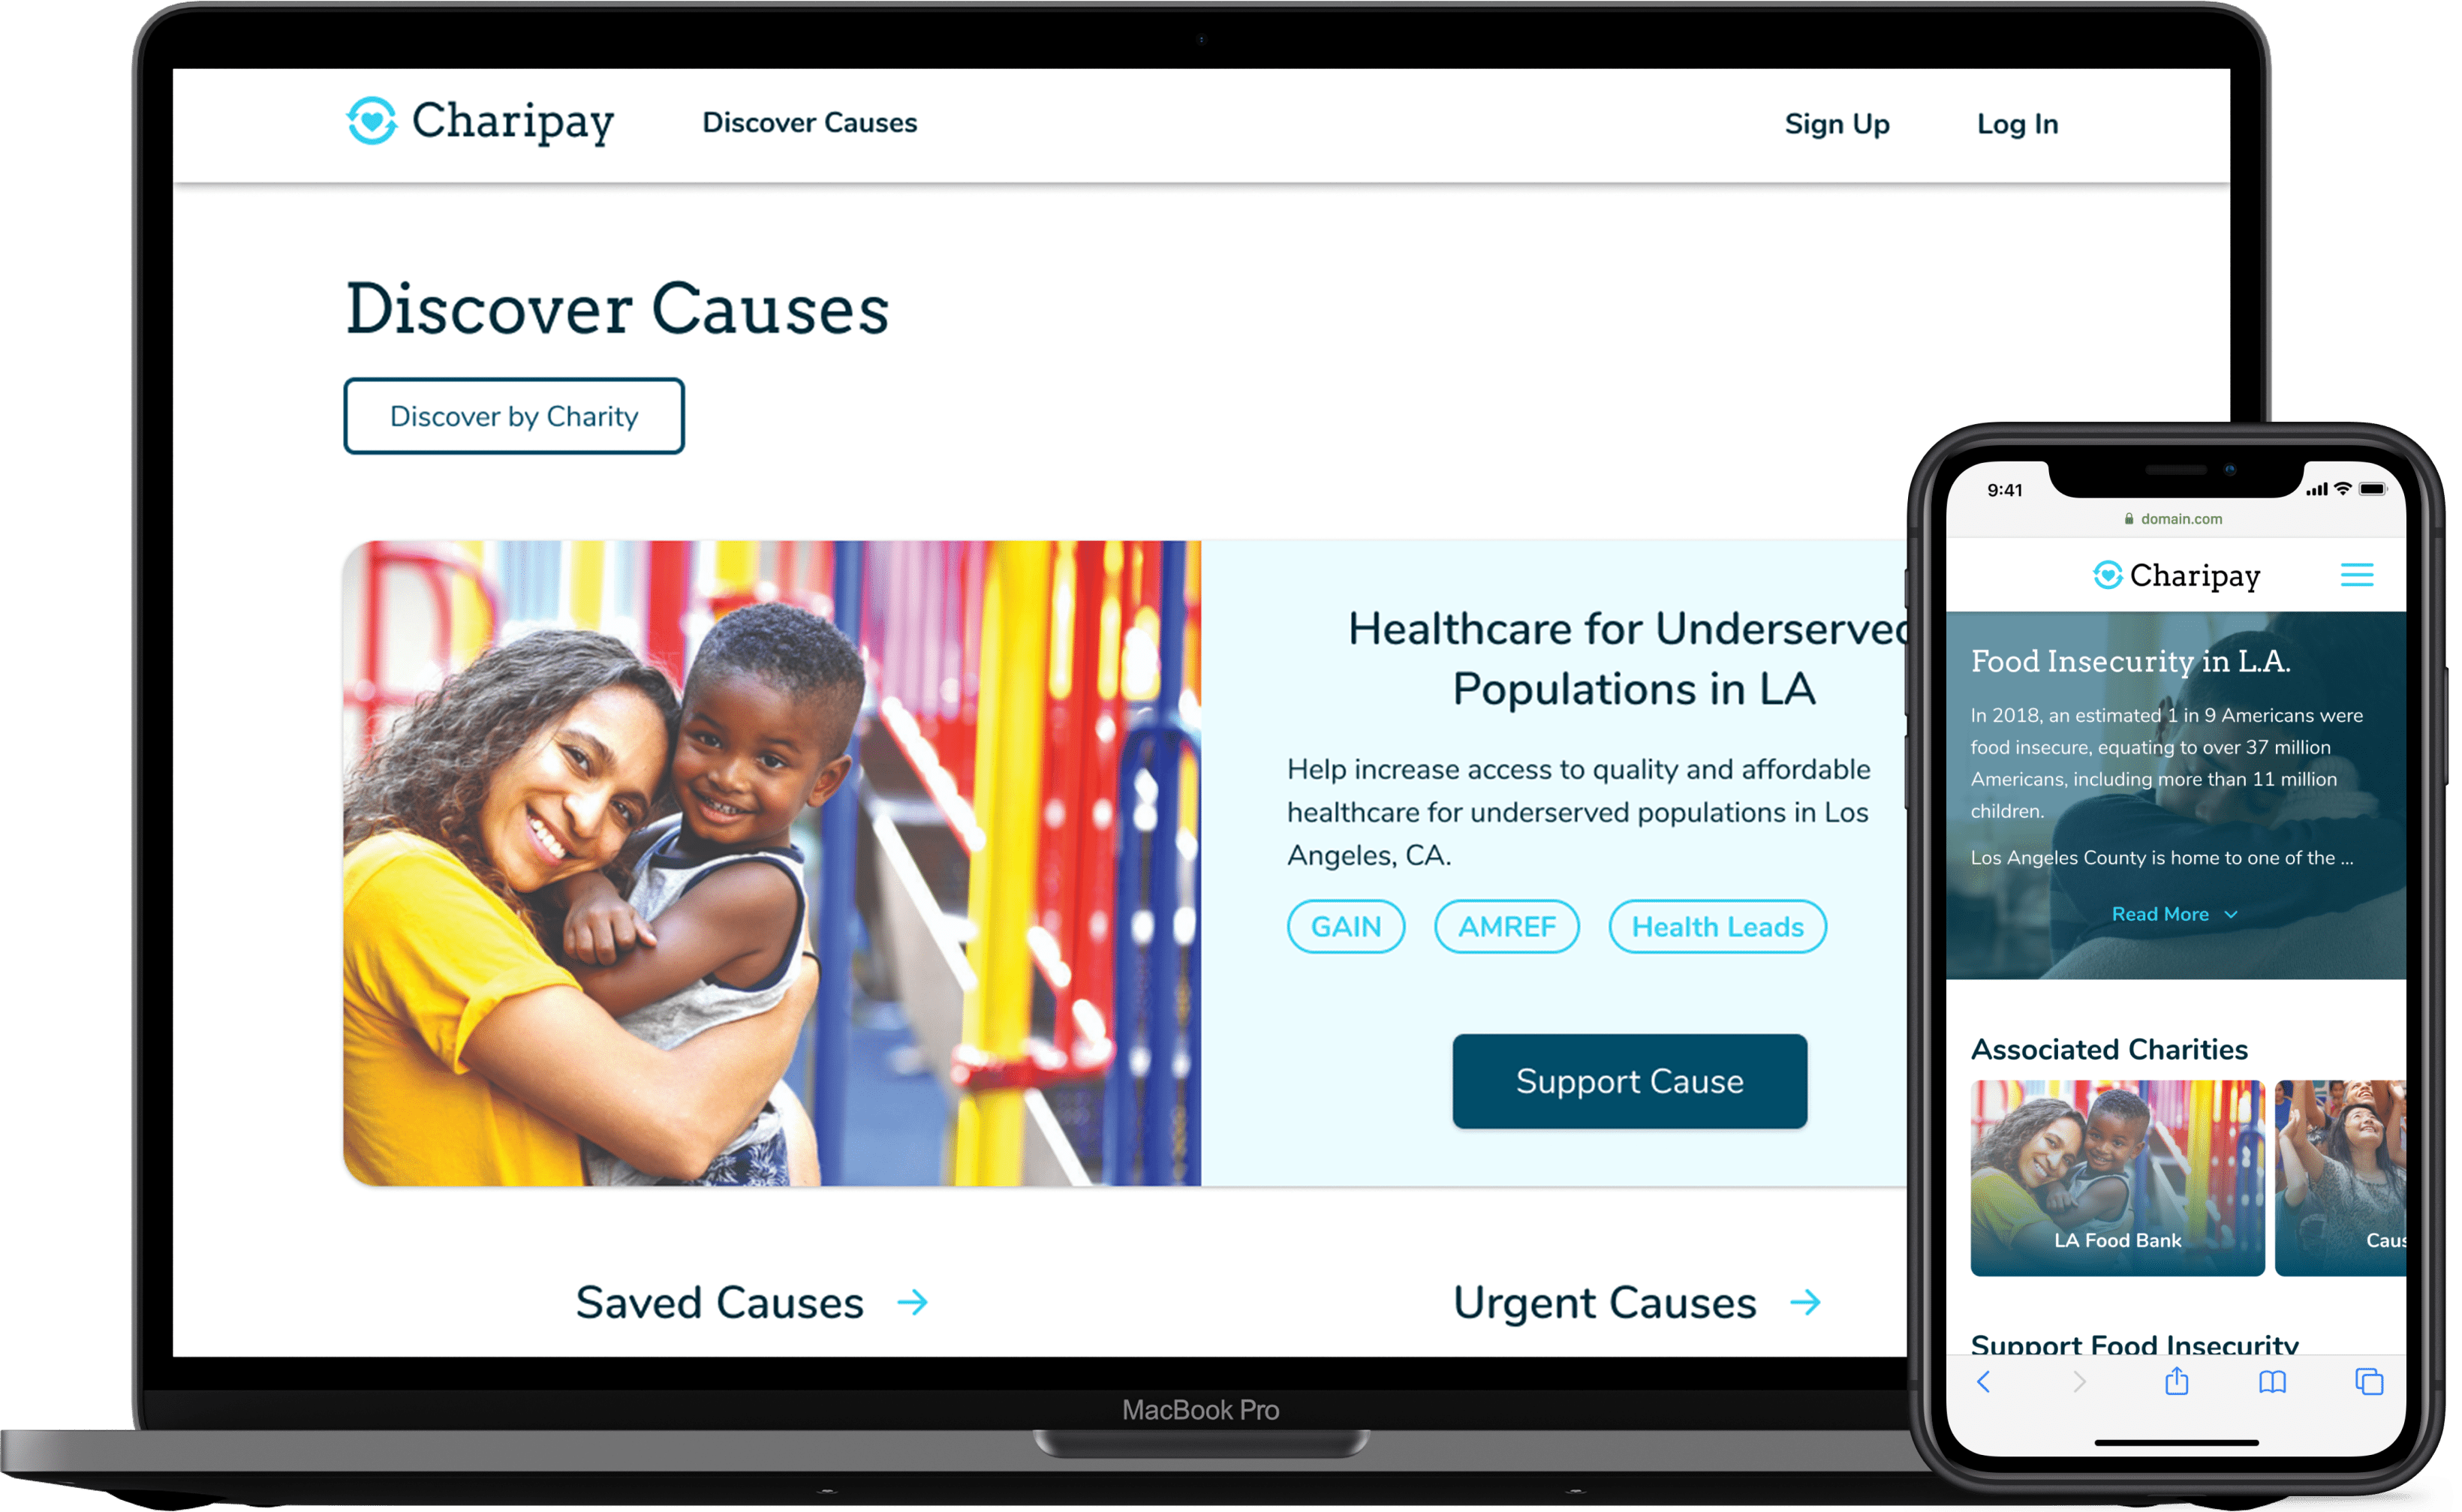 Charipay
Discover Causes
Sign Up
Log In
Discover Causes
Discover by Charity
Healthcare for Underserved
Populations in LA
Help increase access to quality and affordable
healthcare for underserved populations in Los
Angeles, CA.
GAIN
AMREF
Health Leads
Support Cause
Saved Causes
Urgent Causes
MacBook Pro
9:41
domain.com
Charipay
Food Insecurity in L.A.
In 2018, an estimated 1 in 9 Americans were
food insecure, equating to over 37 million
Americans, including more than 11 million
children.
Los Angeles County is home to one of the ...
Read More
Associated Charities
LA Food Bank
Caus
Support Food Insecurity